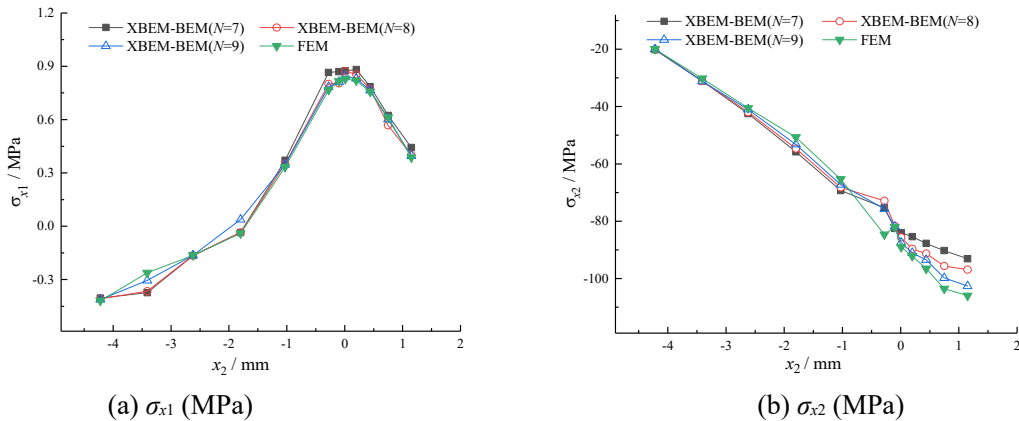 XBEM-BEM(N=7) XBEM-BEM(N=8)
XBEM-BEM(N=9) FEM
1.2
0.9
0.6
0.3
0.0
-0.3
σx1 / MPa
-4 -3 -2 -1 0 1 2
x2 / mm
(a) σx1 (MPa)
XBEM-BEM(N=7) XBEM-BEM(N=8)
XBEM-BEM(N=9) FEM
-20
-40
-60
-80
-100
σx2 / MPa
-4 -3 -2 -1 0 1 2
x2 / mm
(b) σx2 (MPa)